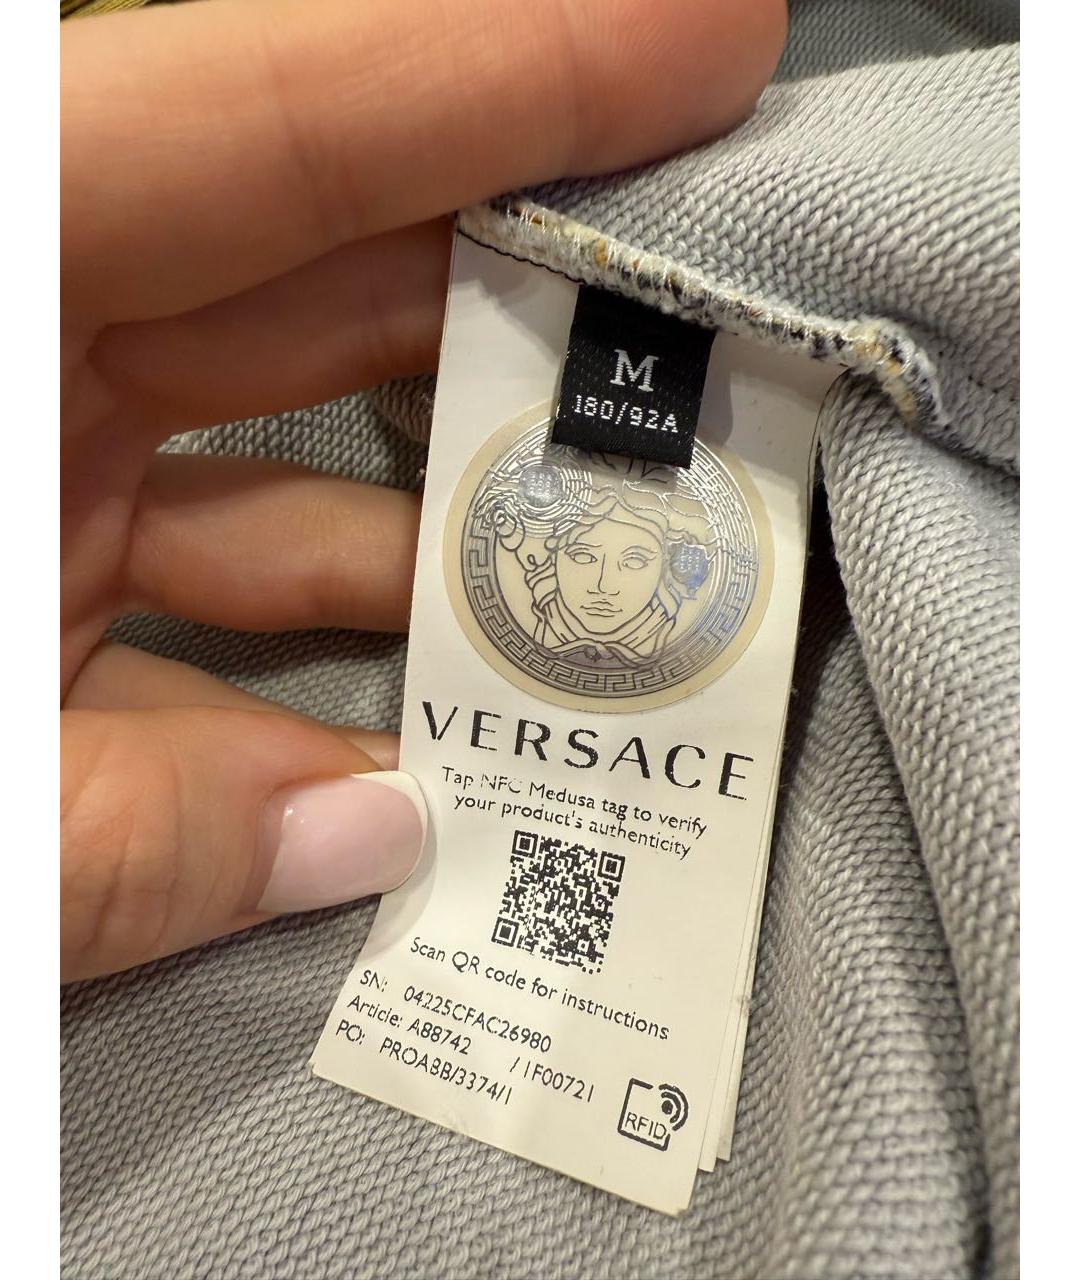 M
180/92A
VERSACE
Tap NFC Medusa tag to verify
your product's authenticity
Scan QR code for instructions
SN: 04225CFAC26980
Article: A88742 / 1F00721
PO: PROABB/3374/1
RFID